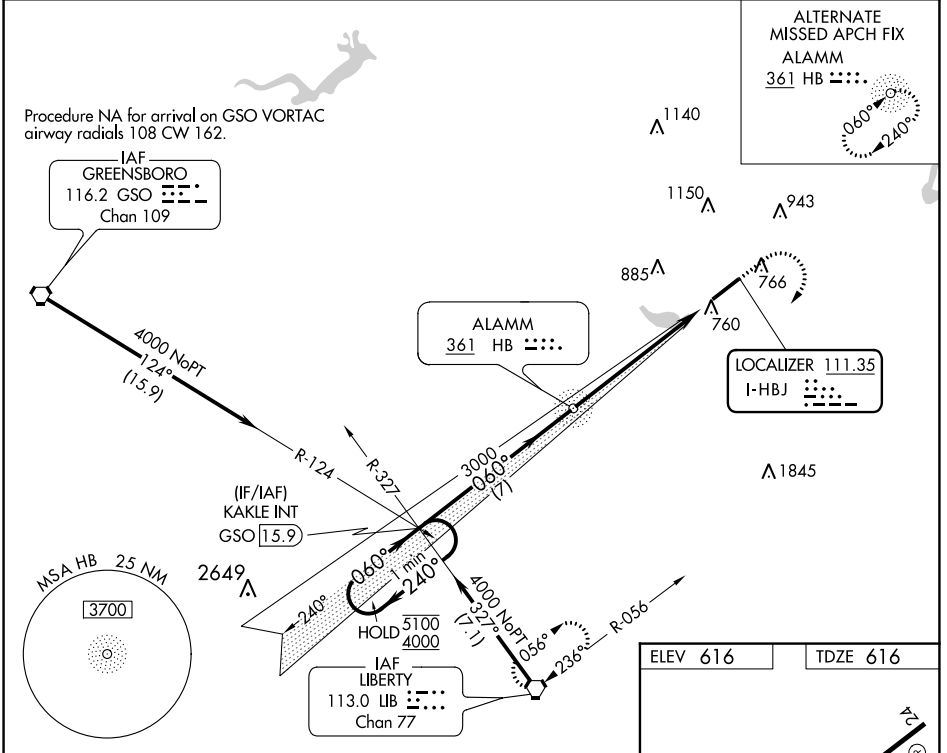 ALTERNATE
MISSED APCH FIX
ALAMM
361 HB
060°
240°
Procedure NA for arrival on GSO VORTAC
airway radials 108 CW 162.
IAF
GREENSBORO
116.2 GSO
Chan 109
1140
1150
943
885
766
760
4000 NoPT
124°
(15.9)
R-124
ALAMM
361 HB
LOCALIZER 111.35
I-HBJ
1845
R-327
3000
060°
(7)
(IF/IAF)
KAKLE INT
GSO 15.9
060°
1 min
240°
240°
2649
HOLD 5100
4000
4000 NoPT
327°
(7.1)
056°
236°
R-056
MSA HB 25 NM
3700
IAF
LIBERTY
113.0 LIB
Chan 77
ELEV 616
TDZE 616
24